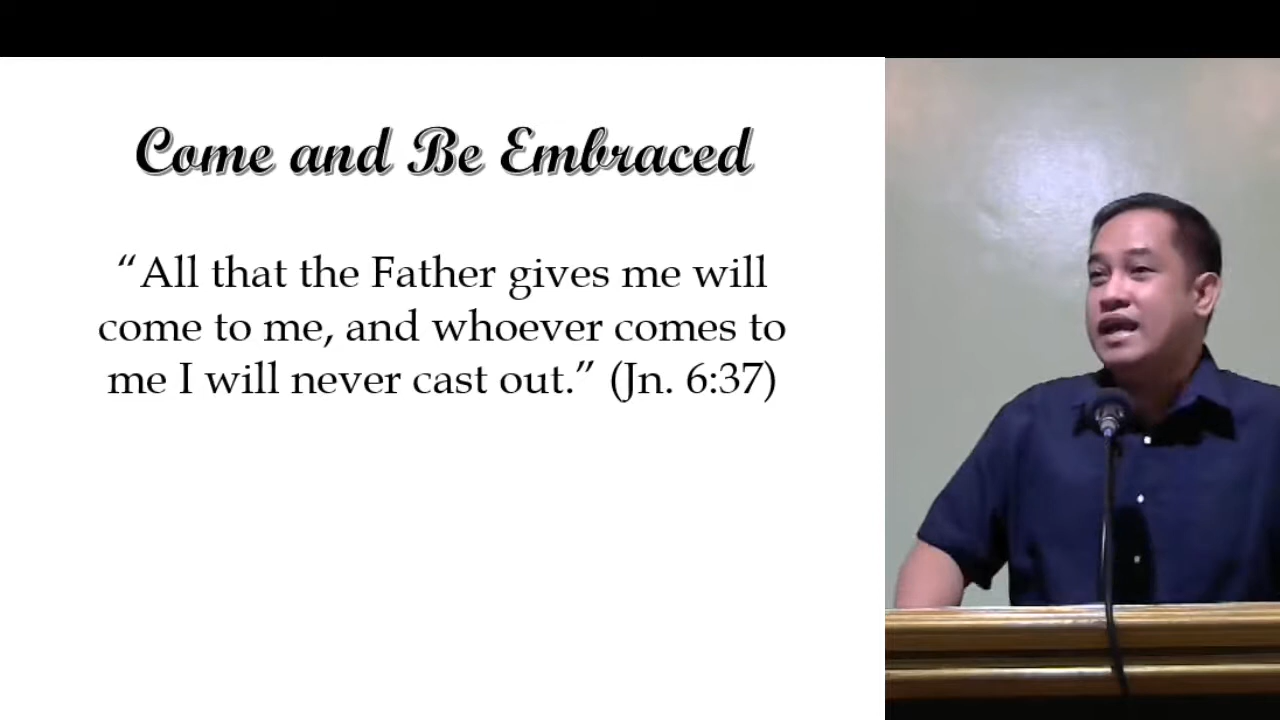 Come and Be Embraced
“All that the Father gives me will
come to me, and whoever comes to
me I will never cast out.” (Jn. 6:37)